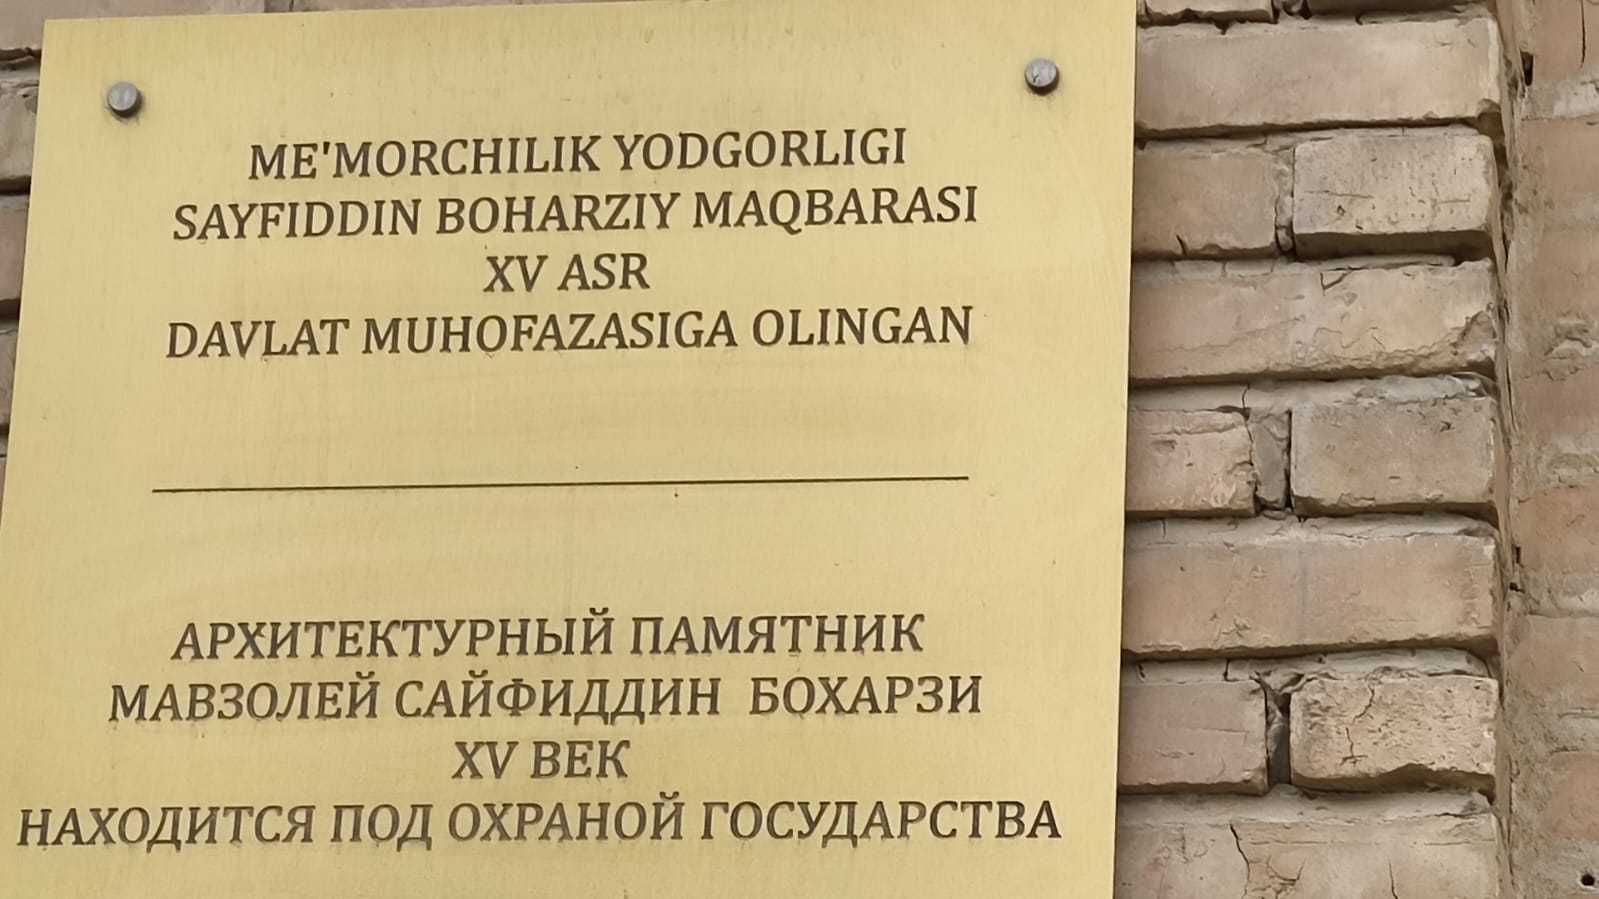 ME'MORCHILIK YODGORLIGI
SAYFIDDIN BOHARZIY MAQBARASI
XV ASR
DAVLAT MUHOFAZASIGA OLINGAN
АРХИТЕКТУРНЫЙ ПАМЯТНИК
МАВЗОЛЕЙ САЙФИДДИН БОХАРЗИ
XV ВЕК
НАХОДИТСЯ ПОД ОХРАНОЙ ГОСУДАРСТВА